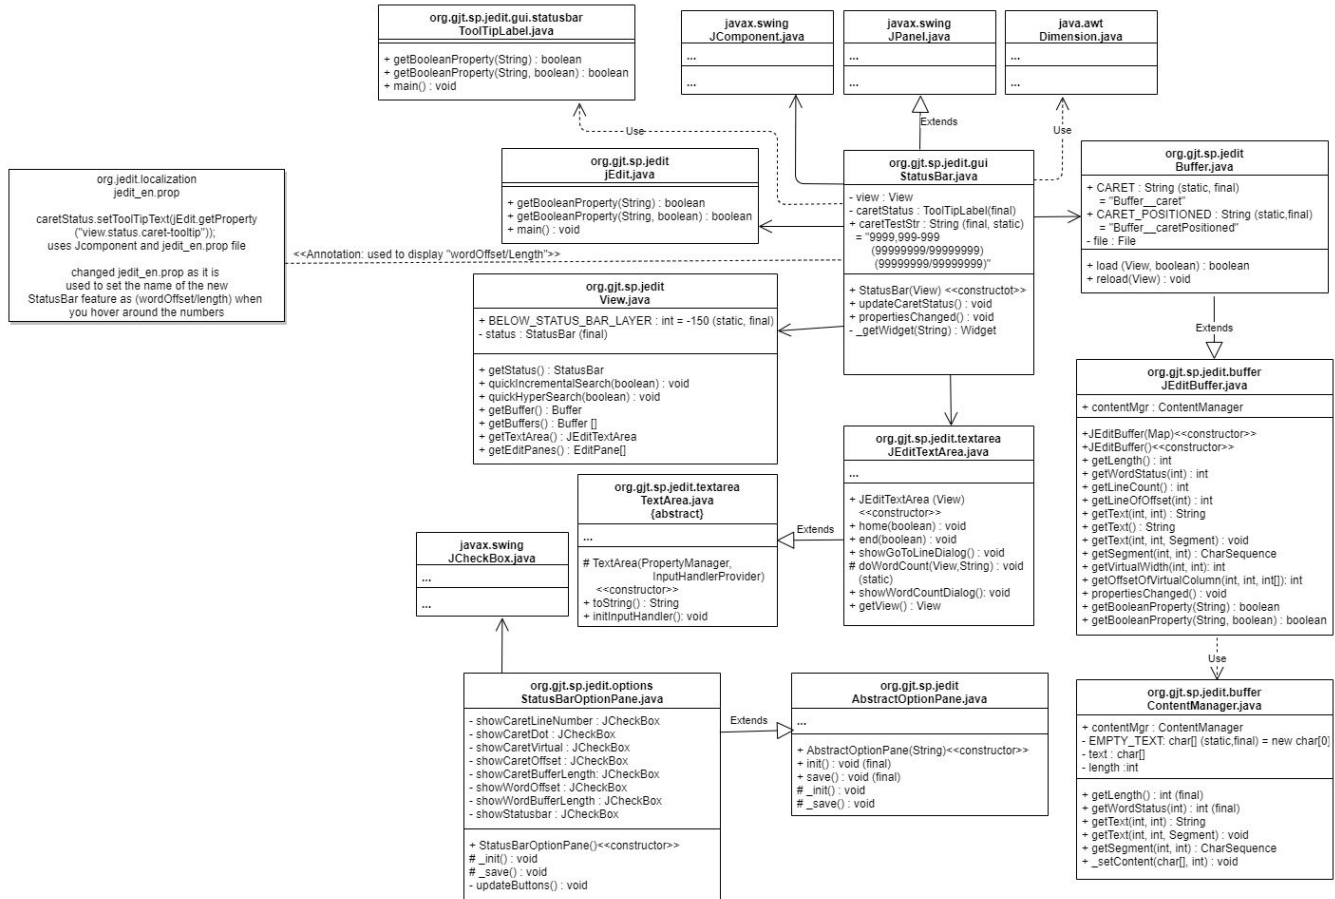 org.gjt.sp.jedit.gui.statusbar
ToolTipLabel.java
+ getBooleanProperty(String) : boolean
+ getBooleanProperty(String, boolean) : boolean
+ main() : void
javax.swing
JComponent.java
...
...
javax.swing
JPanel.java
...
...
java.awt
Dimension.java
...
...
Use
Extends
Use
org.jedit.localization
jedit_en.prop
caretStatus.setToolTipText(jEdit.getProperty
("view.status.caret-tooltip"));
uses Jcomponent and jedit_en.prop file
changed jedit_en.prop as it is
used to set the name of the new
StatusBar feature as (wordOffset/length) when
you hover around the numbers
<<Annotation: used to display "wordOffset/Length">>
org.gjt.sp.jedit
jEdit.java
+ getBooleanProperty(String) : boolean
+ getBooleanProperty(String, boolean) : boolean
+ main() : void
org.gjt.sp.jedit.gui
StatusBar.java
- view : View
- caretStatus : ToolTipLabel(final)
+ caretTestStr : String (final, static)
= "9999,999-999
(99999999/99999999)
(99999999/99999999)"
+ StatusBar(View) <<constructot>>
+ updateCaretStatus() : void
+ propertiesChanged() : void
- _getWidget(String) : Widget
org.gjt.sp.jedit
Buffer.java
+ CARET : String (static, final)
= "Buffer__caret"
+ CARET_POSITIONED : String (static,final)
= "Buffer__caretPositioned"
- file : File
+ load (View, boolean) : boolean
+ reload(View) : void
Extends
org.gjt.sp.jedit
View.java
+ BELOW_STATUS_BAR_LAYER : int = -150 (static, final)
- status : StatusBar (final)
+ getStatus() : StatusBar
+ quickIncrementalSearch(boolean) : void
+ quickHyperSearch(boolean) : void
+ getBuffer() : Buffer
+ getBuffers() : Buffer []
+ getTextArea() : JEditTextArea
+ getEditPanes() : EditPane[]
org.gjt.sp.jedit.buffer
JEditBuffer.java
+ contentMgr : ContentManager
+JEditBuffer(Map)<<constructor>>
+JEditBuffer()<<constructor>>
+ getLength() : int
+ getWordStatus(int) : int
+ getLineCount() : int
+ getLineOfOffset(int) : int
+ getText(int, int) : String
+ getText() : String
+ getText(int, int, Segment) : void
+ getSegment(int, int) : CharSequence
+ getVirtualWidth(int, int): int
+ getOffsetOfVirtualColumn(int, int, int[]): int
+ propertiesChanged() : void
+ getBooleanProperty(String) : boolean
+ getBooleanProperty(String, boolean) : boolean
org.gjt.sp.jedit.textarea
JEditTextArea.java
...
+ JEditTextArea (View)
<<constructor>>
+ home(boolean) : void
+ end(boolean) : void
+ showGoToLineDialog() : void
# doWordCount(View,String) : void
(static)
+ showWordCountDialog() : void
+ getView() : View
Extends
org.gjt.sp.jedit.textarea
TextArea.java
{abstract}
...
# TextArea(PropertyManager,
InputHandlerProvider)
<<constructor>>
+ toString() : String
+ initInputHandler(): void
javax.swing
JCheckBox.java
...
...
Use
org.gjt.sp.jedit.options
StatusBarOptionPane.java
- showCaretLineNumber : JCheckBox
- showCaretDot : JCheckBox
- showCaretVirtual : JCheckBox
- showCaretOffset : JCheckBox
- showCaretBufferLength: JCheckBox
- showWordOffset : JCheckBox
- showWordBufferLength : JCheckBox
- showStatusbar : JCheckBox
+ StatusBarOptionPane()<<constructor>>
# _init() : void
# _save() : void
- updateButtons() : void
Extends
org.gjt.sp.jedit
AbstractOptionPane.java
...
+ AbstractOptionPane(String)<<constructor>>
+ init() : void (final)
+ save() : void (final)
# _init() : void
# _save() : void
org.gjt.sp.jedit.buffer
ContentManager.java
+ contentMgr : ContentManager
- EMPTY_TEXT: char[] (static,final) = new char[0]
- text : char[]
- length :int
+ getLength() : int (final)
+ getWordStatus(int) : int (final)
+ getText(int, int) : String
+ getText(int, int, Segment) : void
+ getSegment(int, int) : CharSequence
+ _setContent(char[], int) : void